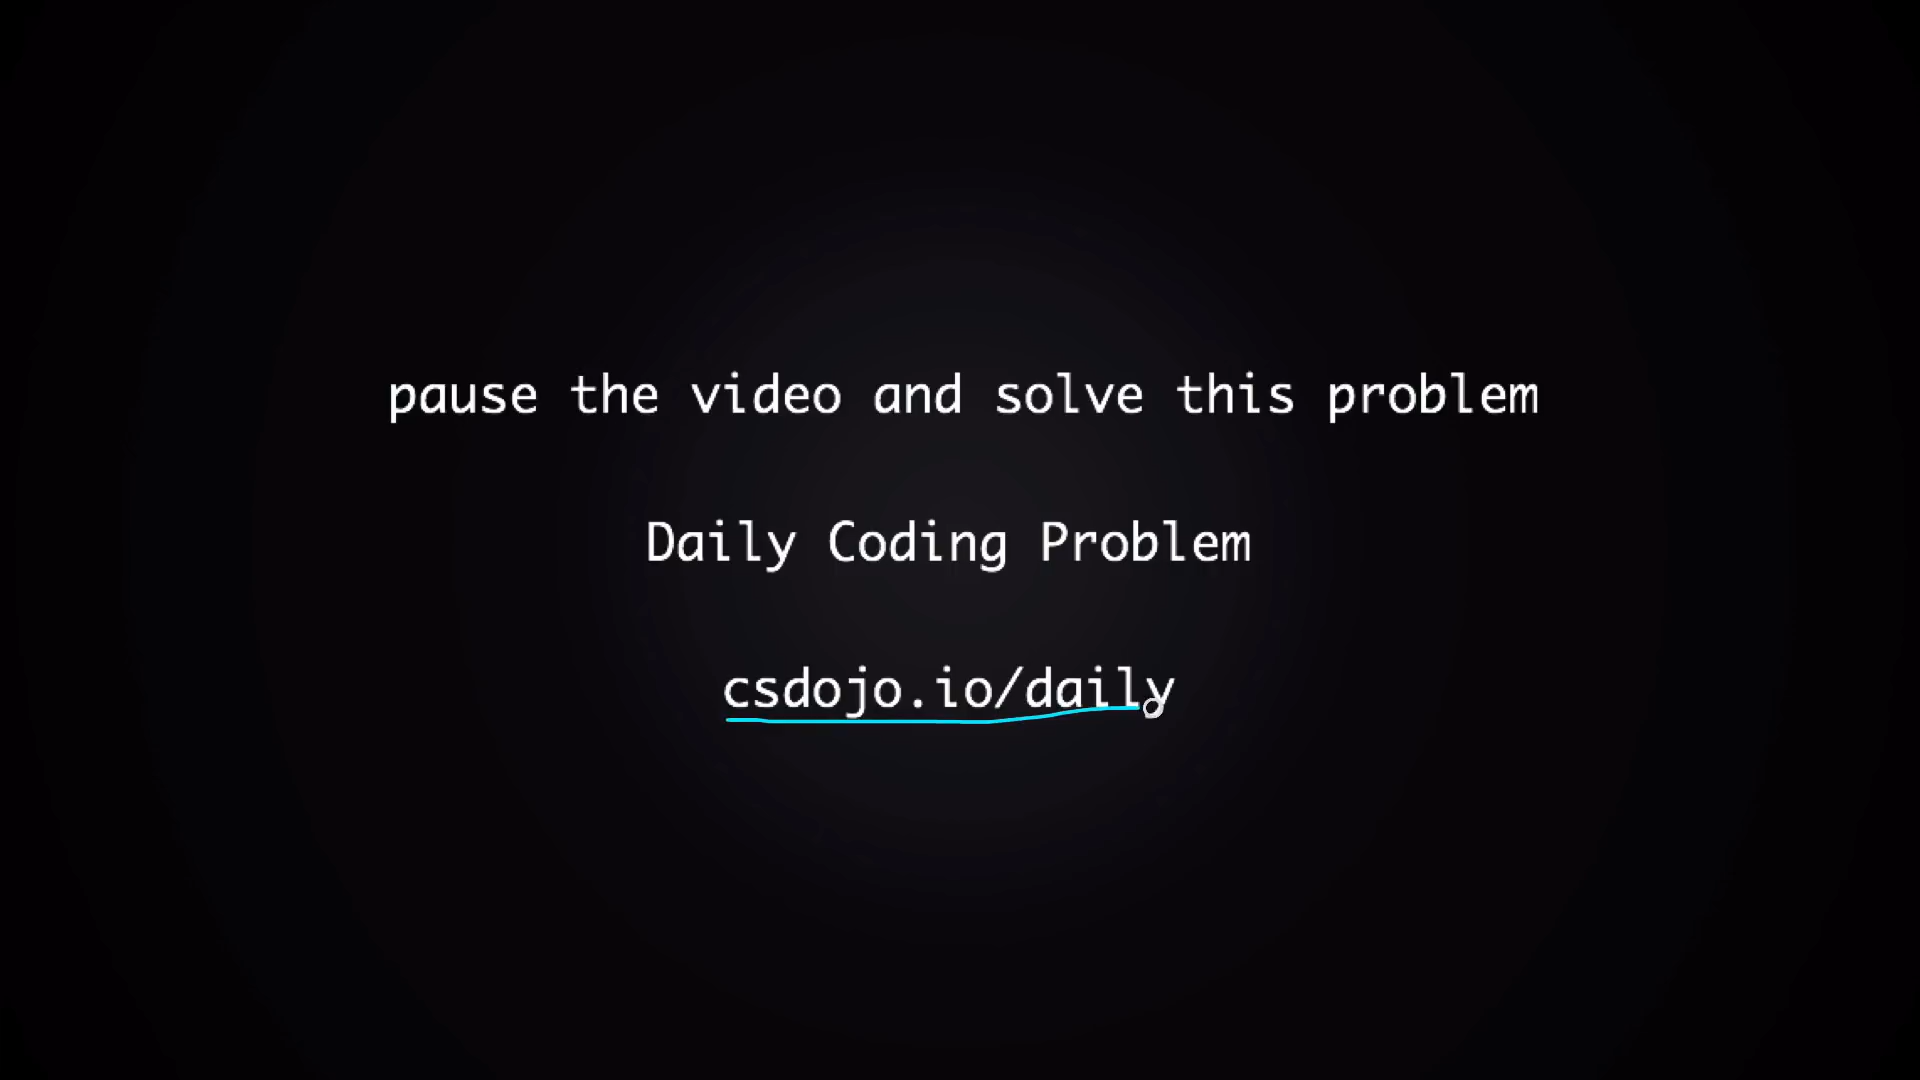 pause the video and solve this problem
Daily Coding Problem
csdojo.io/daily